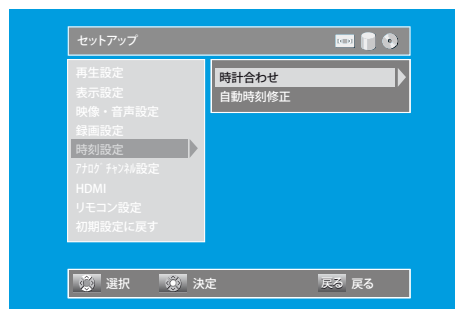 セットアップ
再生設定
表示設定
映像・音声設定
録画設定
時刻設定
ｱﾅﾛｸﾞ ﾁｬﾝﾈﾙ設定
HDMI
リモコン設定
初期設定に戻す
時計合わせ
自動時刻修正
選択 決定 戻る 戻る